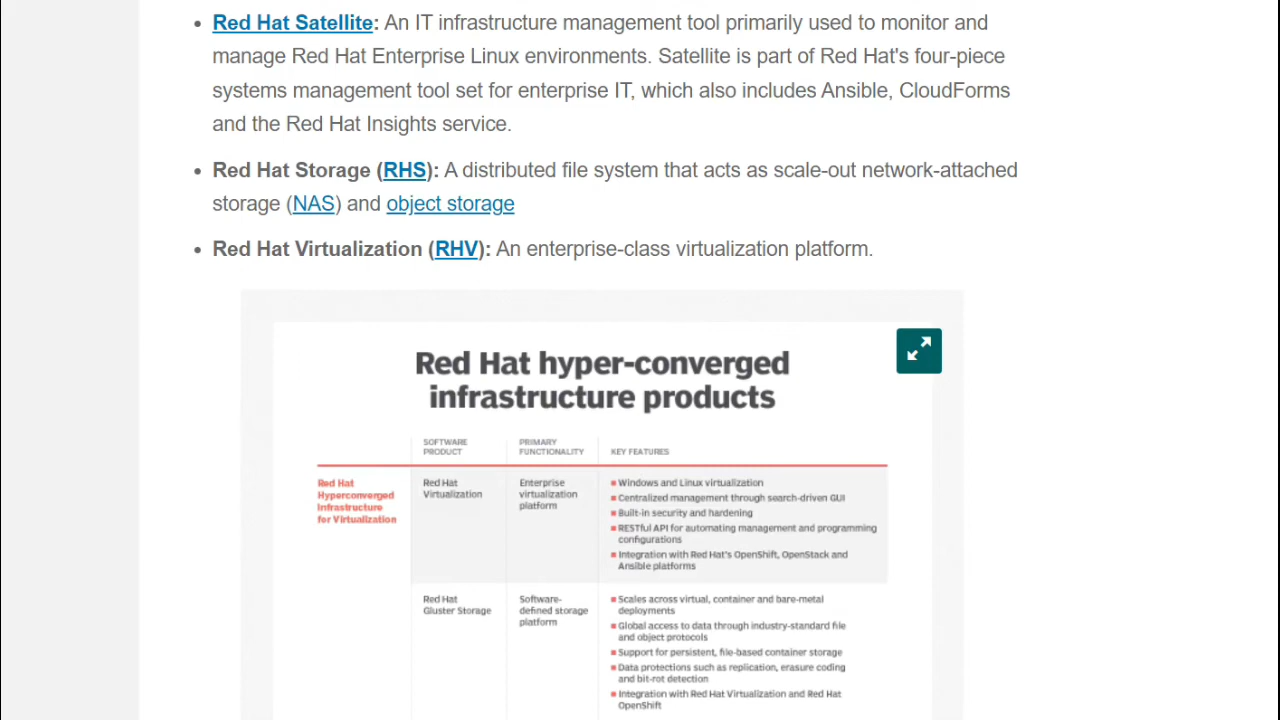 Red Hat Satellite: An IT infrastructure management tool primarily used to monitor and
manage Red Hat Enterprise Linux environments. Satellite is part of Red Hat's four-piece
systems management tool set for enterprise IT, which also includes Ansible, CloudForms
and the Red Hat Insights service.
Red Hat Storage (RHS): A distributed file system that acts as scale-out network-attached
storage (NAS) and object storage
Red Hat Virtualization (RHV): An enterprise-class virtualization platform.
Red Hat hyper-converged
infrastructure products
SOFTWARE
PRODUCT
PRIMARY
FUNCTIONALITY
KEY FEATURES
Red Hat
Hyperconverged
Infrastructure
for Virtualization
Red Hat
Virtualization
Enterprise
virtualization
platform
Windows and Linux virtualization
Centralized management through search-driven GUI
Built-in security and hardening
RESTful API for automating management and programming
configurations
Integration with Red Hat's OpenShift, OpenStack and
Ansible platforms
Red Hat
Gluster Storage
Software-
defined storage
platform
Scales across virtual, container and bare-metal
deployments
Global access to data through industry-standard file
and object protocols
Support for persistent, file-based container storage
Data protections such as replication, erasure coding
and bit-rot detection
Integration with Red Hat Virtualization and Red Hat
OpenShift